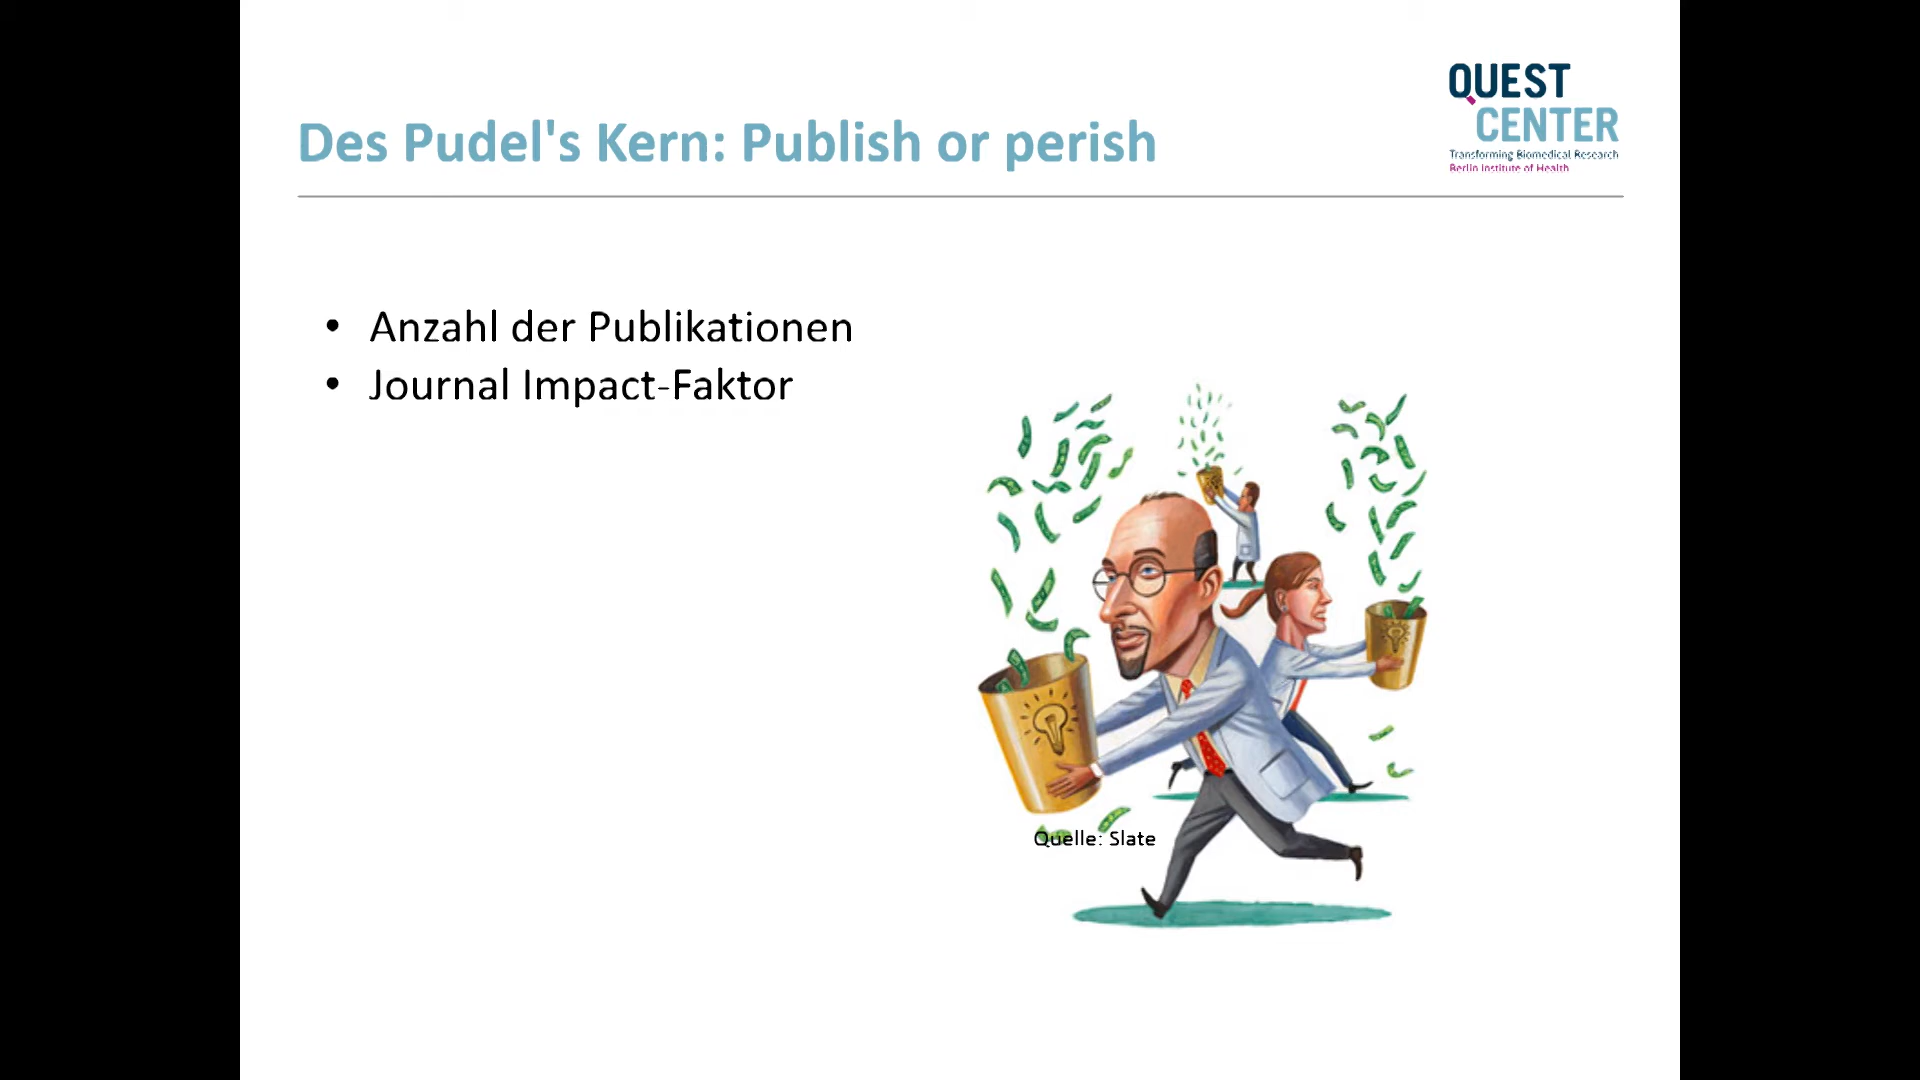 QUEST
CENTER
Transforming Biomedical Research
Berlin Institute of Health
Des Pudel's Kern: Publish or perish
• Anzahl der Publikationen
• Journal Impact-Faktor
Quelle: Slate